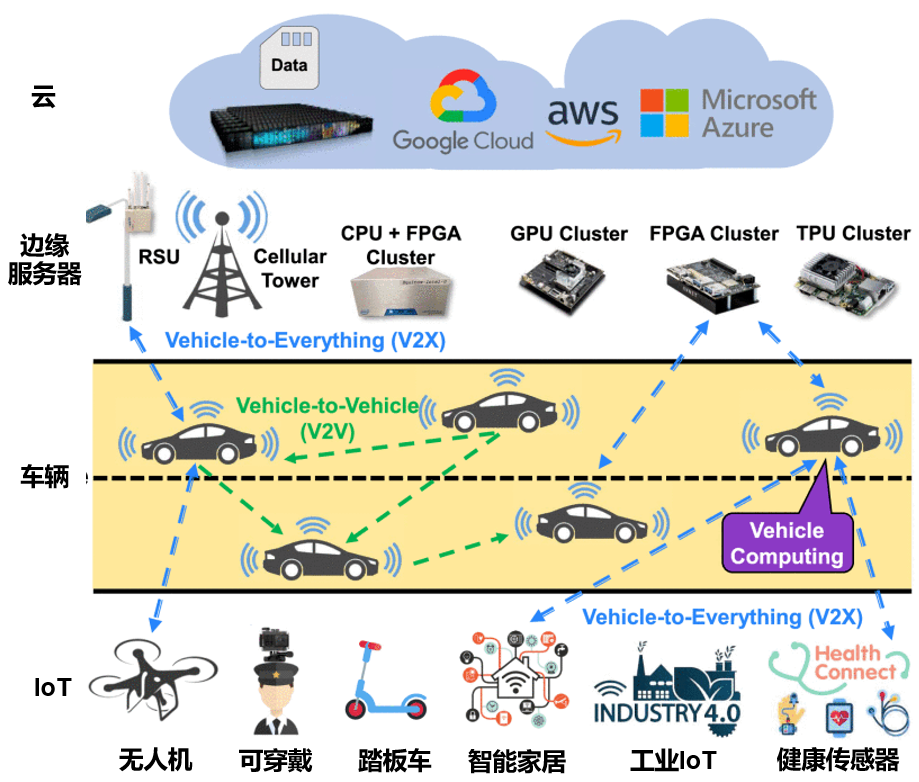 云
Data
Google Cloud
aws
Microsoft
Azure
边缘
服务器
RSU
Cellular
Tower
CPU + FPGA
Cluster
GPU Cluster
FPGA Cluster
TPU Cluster
Vehicle-to-Everything (V2X)
Vehicle-to-Vehicle
(V2V)
车辆
Vehicle
Computing
Vehicle-to-Everything (V2X)
IoT
INDUSTRY 4.0
Health
Connect
无人机
可穿戴
踏板车
智能家居
工业IoT
健康传感器